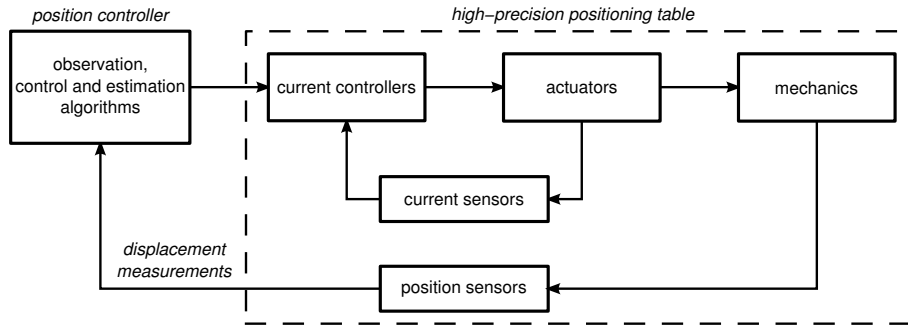 position controller
high−precision positioning table
observation,
control and estimation
algorithms
current controllers
actuators
mechanics
current sensors
displacement
measurements
position sensors